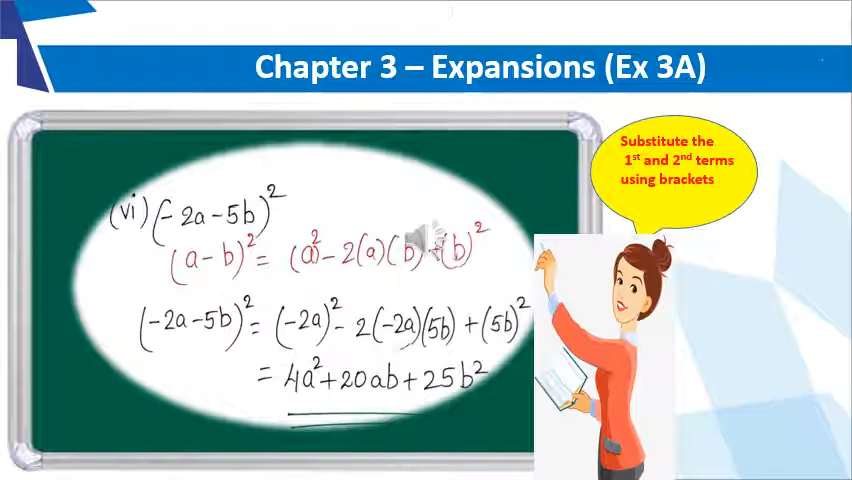 Chapter 3 – Expansions (Ex 3A)
Substitute the
1st and 2nd terms
using brackets
(vi) (-2a-5b)²
(a-b)² = (a)² - 2(a)(b) + (b)²
(-2a-5b)² = (-2a)² - 2(-2a)(5b) + (5b)²
= 4a² + 20ab + 25b²